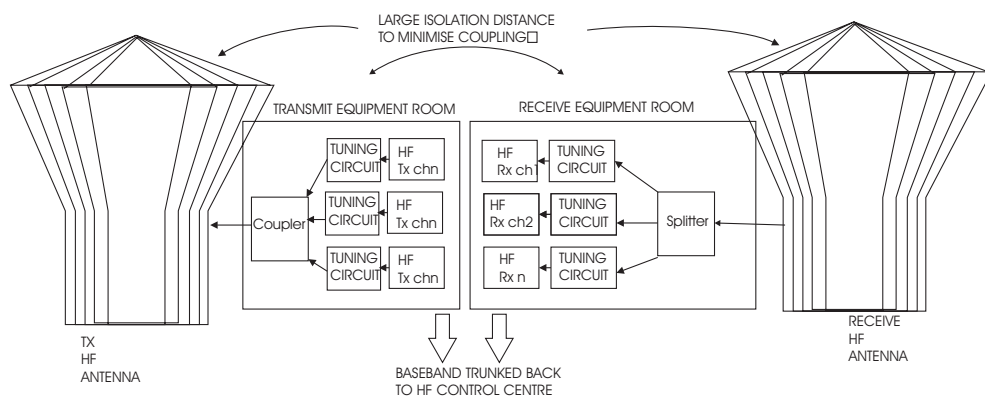 LARGE ISOLATION DISTANCE
TO MINIMISE COUPLING□
TRANSMIT EQUIPMENT ROOM
RECEIVE EQUIPMENT ROOM
TUNING
CIRCUIT
HF
Tx chn
TUNING
CIRCUIT
HF
Tx chn
TUNING
CIRCUIT
HF
Tx chn
Coupler
HF
Rx ch1
TUNING
CIRCUIT
HF
Rx ch2
TUNING
CIRCUIT
HF
Rx n
TUNING
CIRCUIT
Splitter
TX
HF
ANTENNA
RECEIVE
HF
ANTENNA
BASEBAND TRUNKED BACK
TO HF CONTROL CENTRE